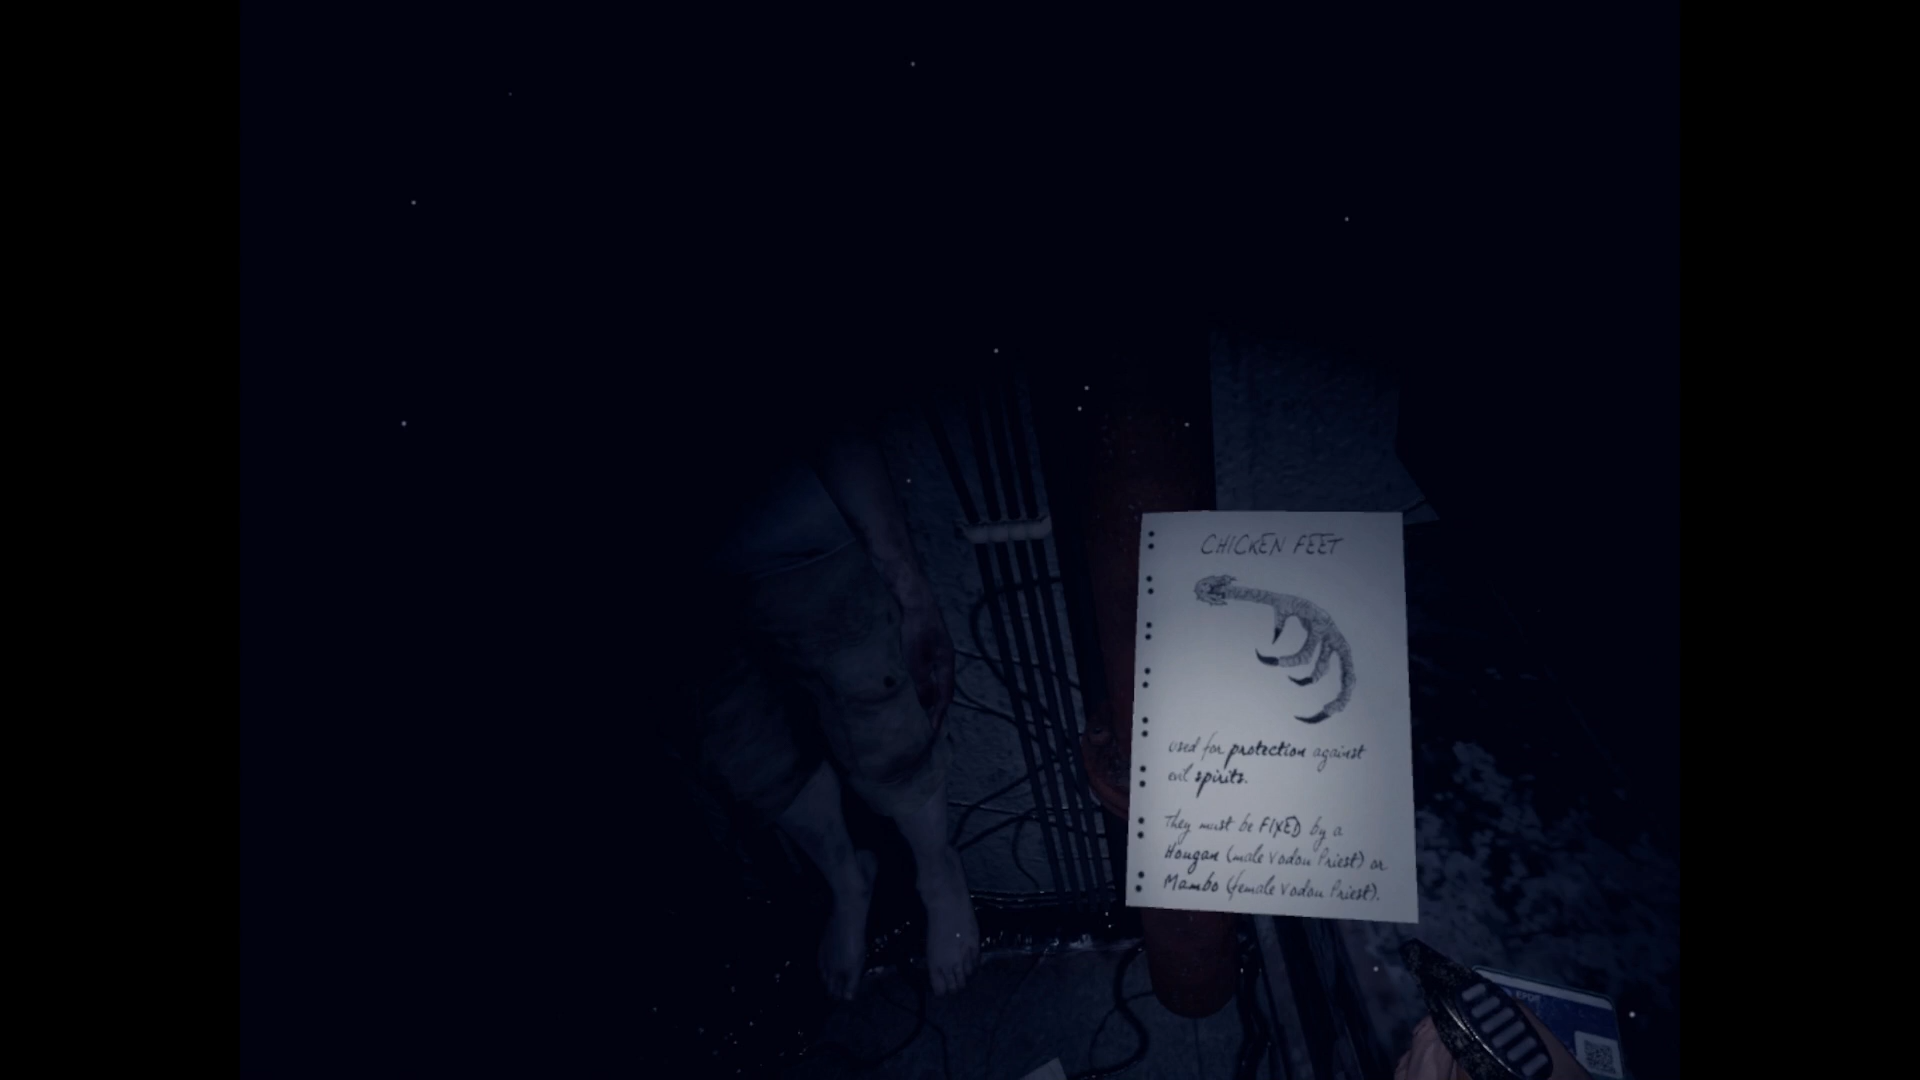 CHICKEN FEET
used for protection against
evil spirits.
They must be FIXED by a
Hougan (male Vodou Priest) or
Mambo (female Vodou Priest).